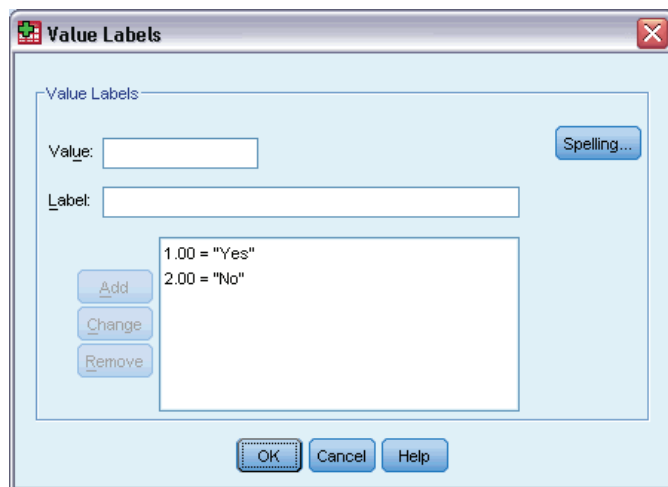 Value Labels
Value Labels
Value:
Spelling...
Label:
1.00 = "Yes"
2.00 = "No"
Add
Change
Remove
OK
Cancel
Help